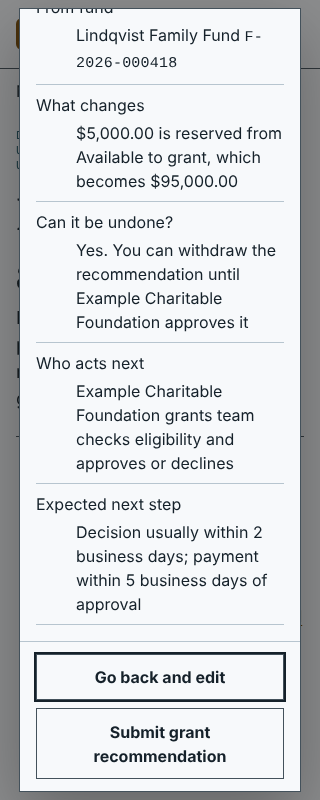 From fund
Lindqvist Family Fund F-
2026-000418
What changes
$5,000.00 is reserved from
Available to grant, which
becomes $95,000.00
Can it be undone?
Yes. You can withdraw the
recommendation until
Example Charitable
Foundation approves it
Who acts next
Example Charitable
Foundation grants team
checks eligibility and
approves or declines
Expected next step
Decision usually within 2
business days; payment
within 5 business days of
approval
Go back and edit
Submit grant
recommendation